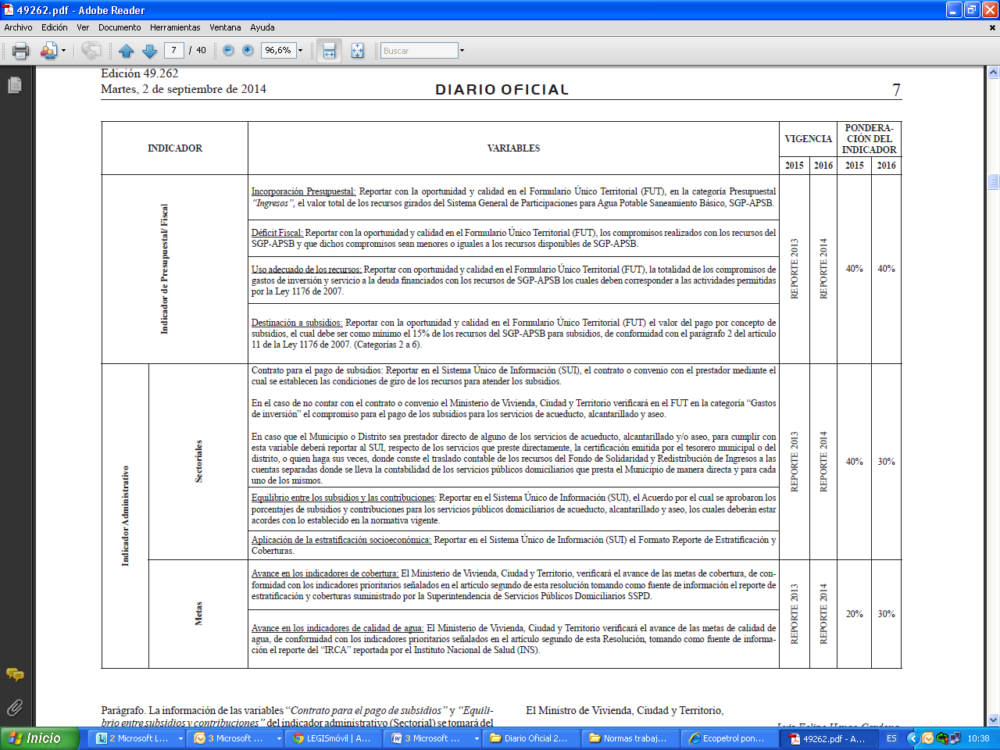 49262.pdf - Adobe Reader
Archivo Edición Ver Documento Herramientas Ventana Ayuda
7 / 40 96,6% Buscar
Edición 49.262
Martes, 2 de septiembre de 2014 DIARIO OFICIAL 7
INDICADOR VARIABLES VIGENCIA PONDERA-
CIÓN DEL
INDICADOR
2015 2016 2015 2016
Indicador de Presupuestal/ Fiscal
Incorporación Presupuestal: Reportar con la oportunidad y calidad en el Formulario Único Territorial (FUT), en la categoría Presupuestal
“Ingresos”, el valor total de los recursos girados del Sistema General de Participaciones para Agua Potable Saneamiento Básico, SGP-APSB.
Déficit Fiscal: Reportar con la oportunidad y calidad en el Formulario Único Territorial (FUT), los compromisos realizados con los recursos del
SGP-APSB y que dichos compromisos sean menores o iguales a los recursos disponibles de SGP-APSB.
Uso adecuado de los recursos: Reportar con oportunidad y calidad en el Formulario Único Territorial (FUT), la totalidad de los compromisos de
gastos de inversión y servicio a la deuda financiados con los recursos de SGP-APSB los cuales deben corresponder a las actividades permitidas
por la Ley 1176 de 2007.
Destinación a subsidios: Reportar con la oportunidad y calidad en el Formulario Único Territorial (FUT) el valor del pago por concepto de
subsidios, el cual debe ser como mínimo el 15% de los recursos del SGP-APSB para subsidios, de conformidad con el parágrafo 2 del artículo
11 de la Ley 1176 de 2007. (Categorías 2 a 6).
REPORTE 2013
REPORTE 2014
40% 40%
Indicador Administrativo
Sectoriales
Contrato para el pago de subsidios: Reportar en el Sistema Único de Información (SUI), el contrato o convenio con el prestador mediante el
cual se establecen las condiciones de giro de los recursos para atender los subsidios.
En el caso de no contar con el contrato o convenio el Ministerio de Vivienda, Ciudad y Territorio verificará en el FUT en la categoría “Gastos
de inversión” el compromiso para el pago de los subsidios para los servicios de acueducto, alcantarillado y aseo.
En caso que el Municipio o Distrito sea prestador directo de alguno de los servicios de acueducto, alcantarillado y/o aseo, para cumplir con
esta variable deberá reportar al SUI, respecto de los servicios que preste directamente, la certificación emitida por el tesorero municipal o del
distrito, o quien haga sus veces, donde conste el traslado contable de los recursos del Fondo de Solidaridad y Redistribución de Ingresos a las
cuentas separadas donde se lleva la contabilidad de los servicios públicos domiciliarios que presta el Municipio de manera directa y para cada
uno de los mismos.
Equilibrio entre los subsidios y las contribuciones: Reportar en el Sistema Único de Información (SUI), el Acuerdo por el cual se aprobaron los
porcentajes de subsidios y contribuciones para los servicios públicos domiciliarios de acueducto, alcantarillado y aseo, los cuales deberán estar
acordes con lo establecido en la normativa vigente.
Aplicación de la estratificación socioeconómica: Reportar en el Sistema Único de Información (SUI) el Formato Reporte de Estratificación y
Coberturas.
REPORTE 2013
REPORTE 2014
40% 30%
Metas
Avance en los indicadores de cobertura: El Ministerio de Vivienda, Ciudad y Territorio, verificará el avance de las metas de cobertura, de con-
formidad con los indicadores prioritarios señalados en el artículo segundo de esta resolución tomando como fuente de información el reporte de
estratificación y coberturas suministrado por la Superintendencia de Servicios Públicos Domiciliarios SSPD.
Avance en los indicadores de calidad de agua: El Ministerio de Vivienda, Ciudad y Territorio verificará el avance de las metas de calidad de
agua, de conformidad con los indicadores prioritarios señalados en el artículo segundo de esta Resolución, tomando como fuente de informa-
ción el reporte del “IRCA” reportada por el Instituto Nacional de Salud (INS).
REPORTE 2013
REPORTE 2014
20% 30%
Parágrafo. La información de las variables “Contrato para el pago de subsidios” y “Equili-
brio entre subsidios y contribuciones” del indicador administrativo (Sectorial) se tomará del
El Ministro de Vivienda, Ciudad y Territorio,
Inicio 2 Microsoft L... 3 Microsoft ... LEGISmóvil | A... 3 Microsoft ... Diario Oficial 2... Normas trabaj... Ecopetrol pon... 49262.pdf - A... ES 10:38